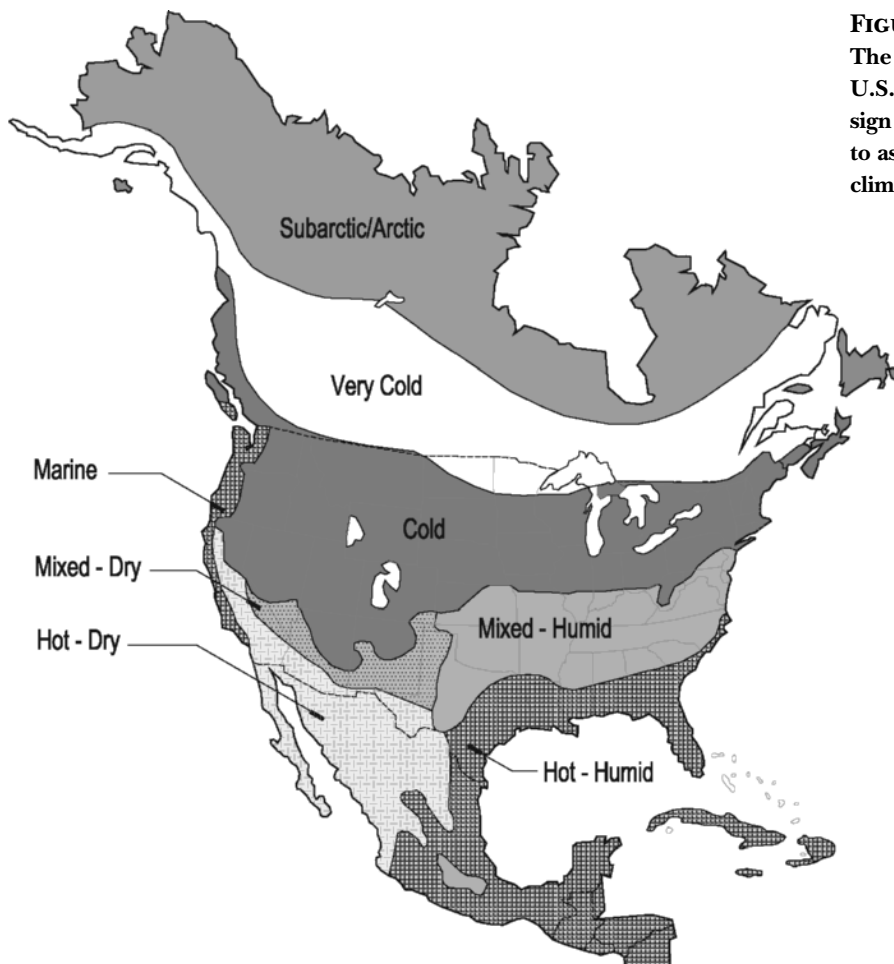 FIGU
The
U.S.
sign
to as
clim
Subarctic/Arctic
Very Cold
Marine
Cold
Mixed - Dry
Mixed - Humid
Hot - Dry
Hot - Humid